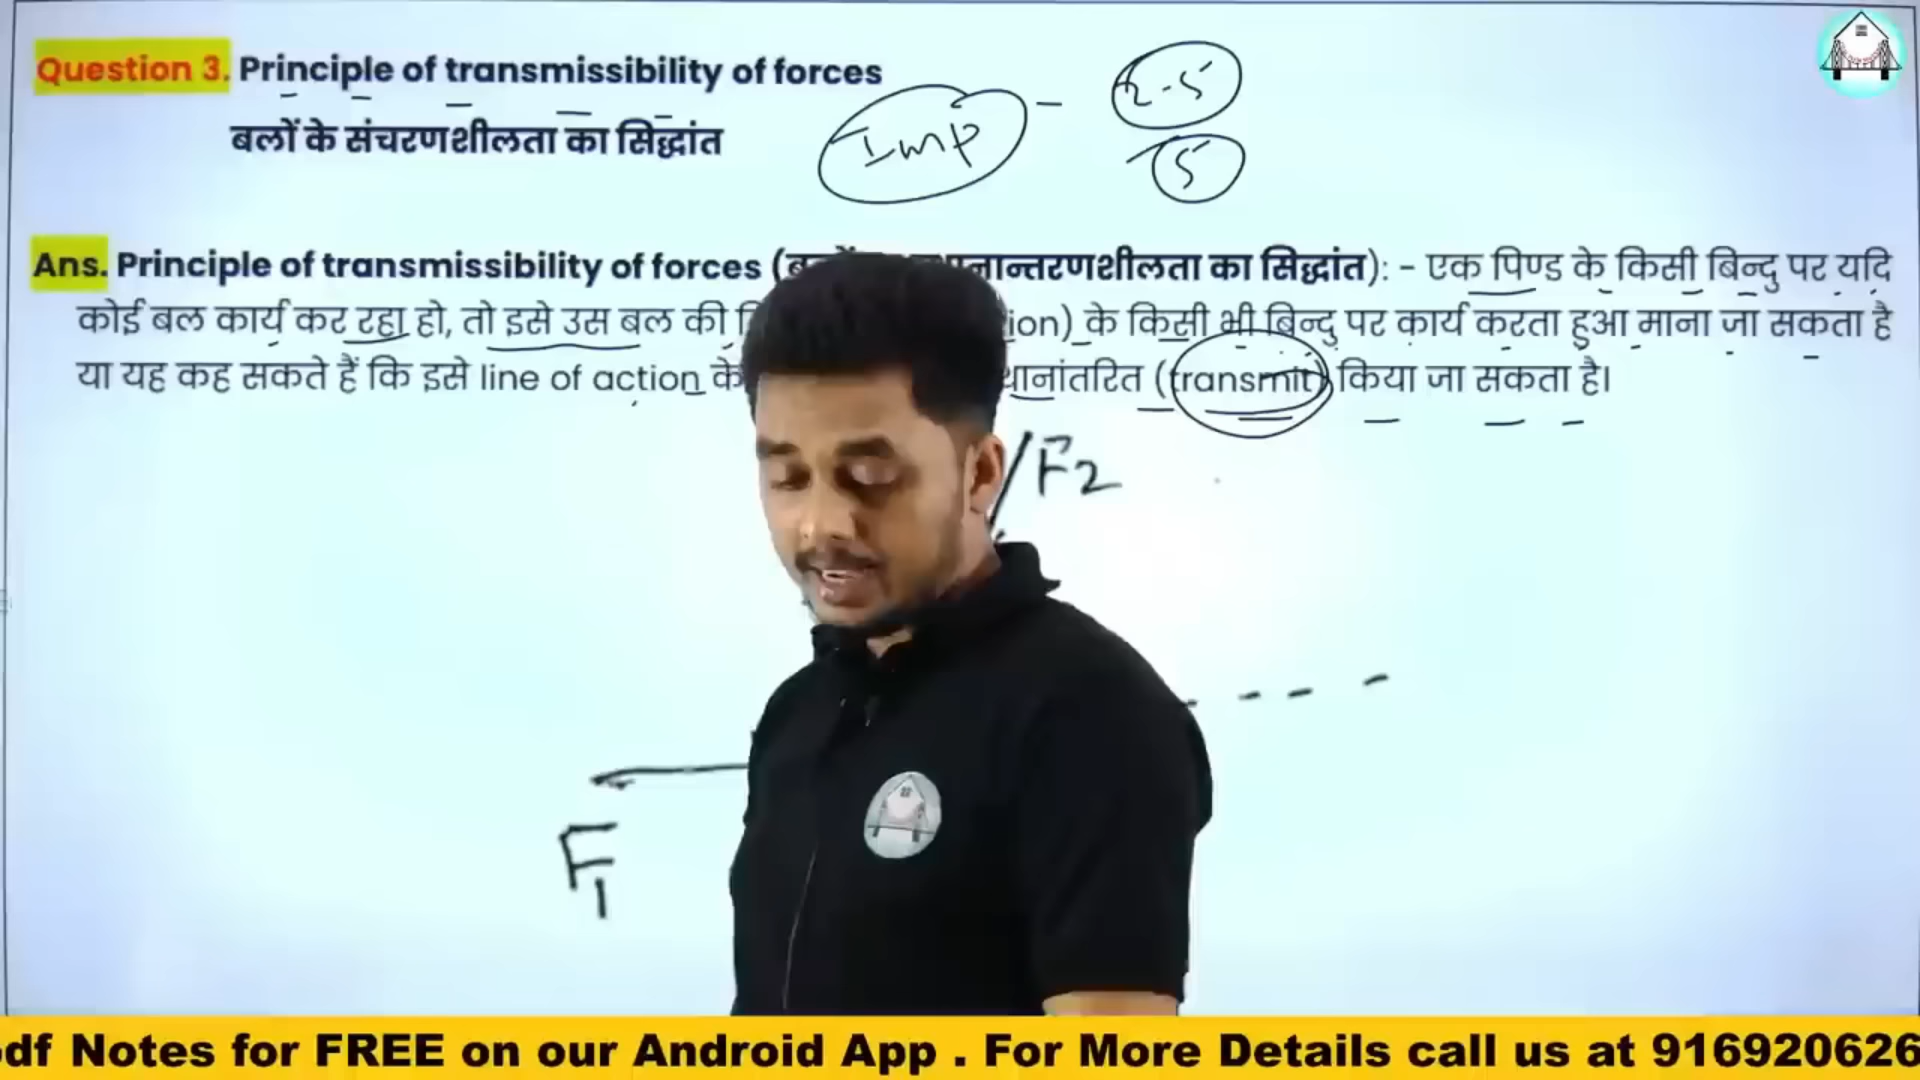 Question 3. Principle of transmissibility of forces
बलों के संचरणशीलता का सिद्धांत
Imp - 2.5
5
Ans. Principle of transmissibility of forces ( नान्तरणशीलता का सिद्धांत): - एक पिण्ड के किसी बिन्दु पर यदि
कोई बल कार्य कर रहा हो, तो इसे उस बल की ion) के किसी भी बिन्दु पर कार्य करता हुआ माना जा सकता है
या यह कह सकते हैं कि इसे line of action के थानांतरित (transmit) किया जा सकता है।
F2
F1
df Notes for FREE on our Android App . For More Details call us at 916920626